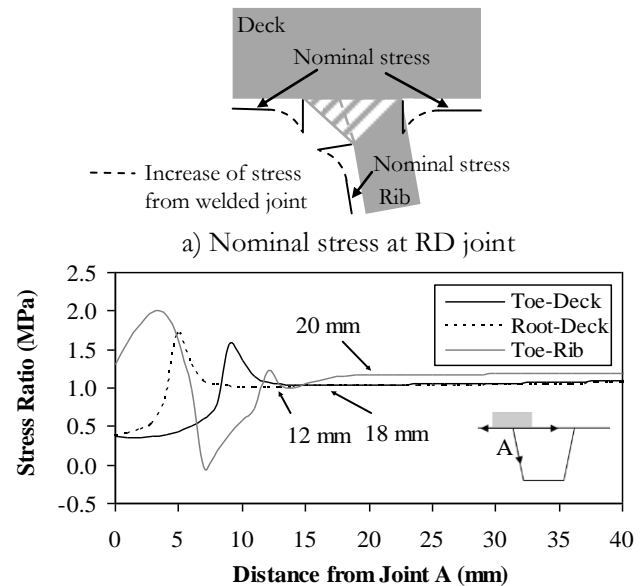 Deck
Nominal stress
Increase of stress
from welded joint
Nominal stress
Rib
a) Nominal stress at RD joint
Stress Ratio (MPa)
2.5
2.0
1.5
1.0
0.5
0.0
-0.5
Toe-Deck
Root-Deck
Toe-Rib
20 mm
12 mm
18 mm
A
0
5
10
15
20
25
30
35
40
Distance from Joint A (mm)